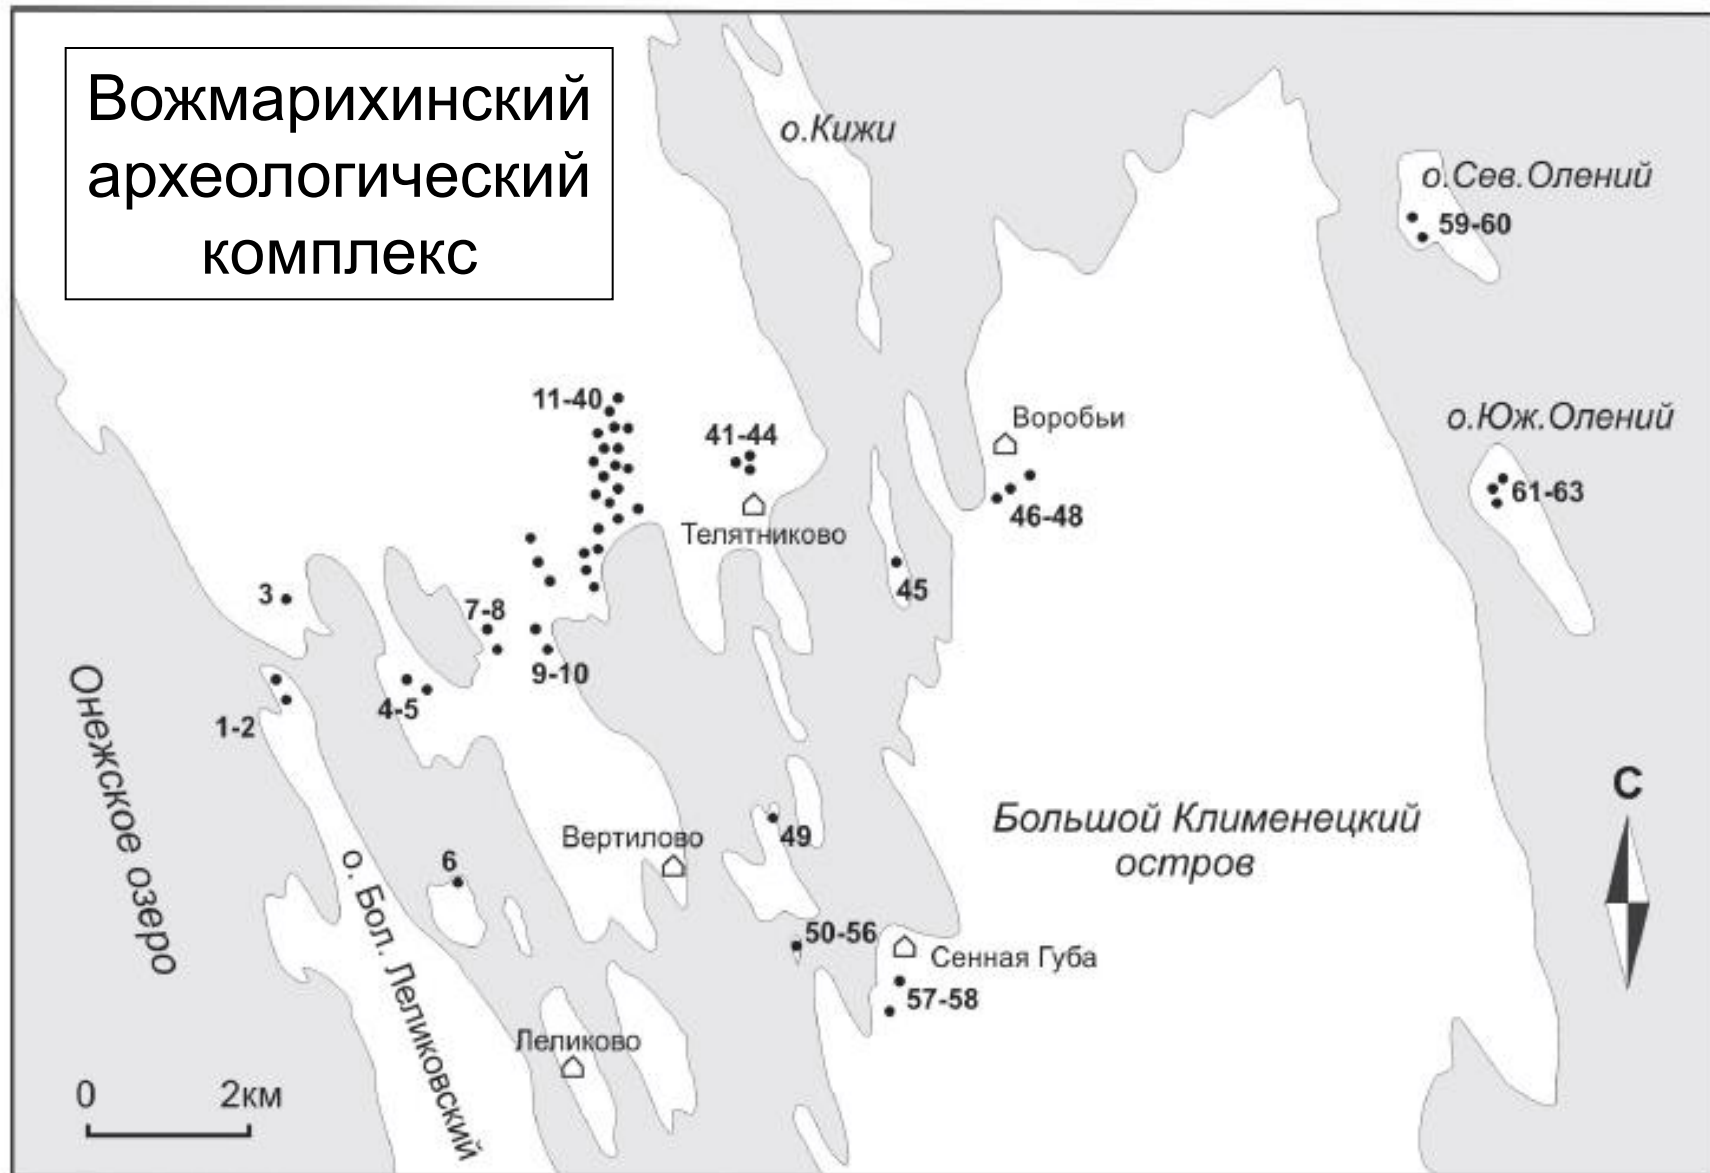 Вожмарихинский
археологический
комплекс
о.Кижи
о.Сев.Олений
59-60
11-40
41-44
Воробьи
о.Юж.Олений
Телятниково
46-48
61-63
3
7-8
45
9-10
4-5
1-2
Онежское озеро
С
Большой Клименецкий
остров
Вертилово
49
6
о. Бол. Леликовский
50-56
Сенная Губа
57-58
Леликово
0 2км